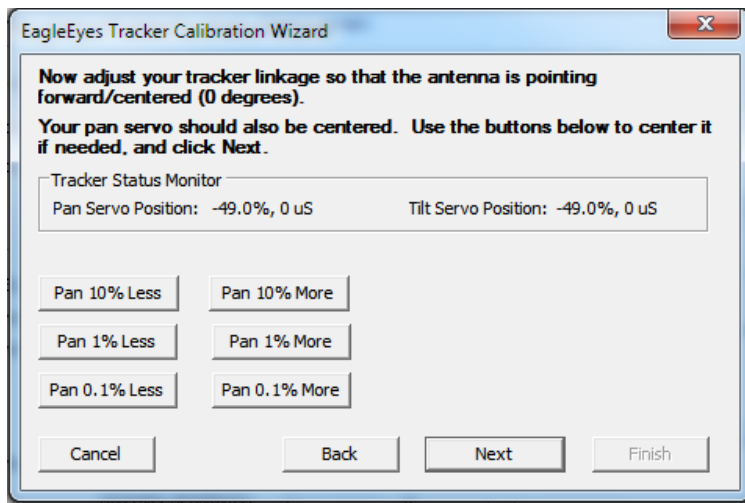 EagleEyes Tracker Calibration Wizard
Now adjust your tracker linkage so that the antenna is pointing
forward/centered (0 degrees).
Your pan servo should also be centered. Use the buttons below to center it
if needed, and click Next.
Tracker Status Monitor
Pan Servo Position: -49.0%, 0 uS Tilt Servo Position: -49.0%, 0 uS
Pan 10% Less Pan 10% More
Pan 1% Less Pan 1% More
Pan 0.1% Less Pan 0.1% More
Cancel Back Next Finish